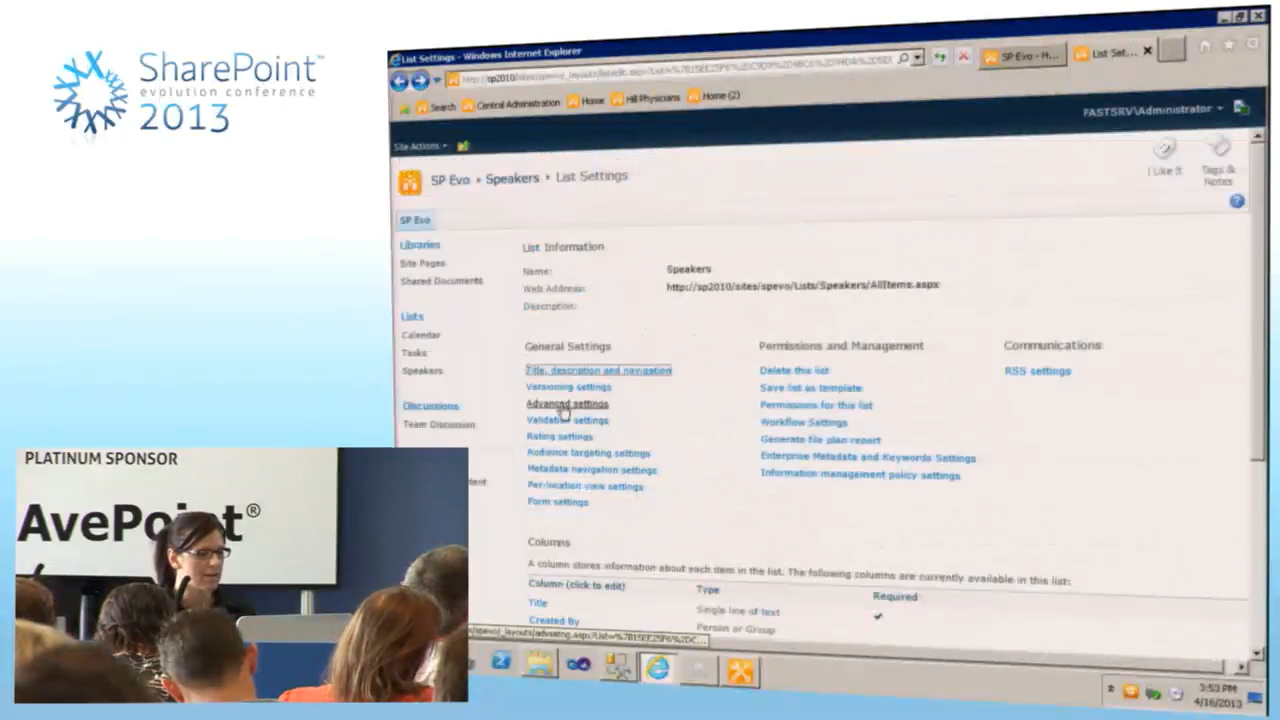 SharePoint™
evolution conference
2013
List Settings - Windows Internet Explorer
SP Evo - H...
List Set...
Search
Central Administration
Home
Hill Physicians
Home (2)
FASTSRV\Administrator
Site Actions
SP Evo
Speakers
List Settings
I Like It
Tags & Notes
SP Evo
Libraries
Site Pages
Shared Documents
Lists
Calendar
Tasks
Speakers
Discussions
Team Discussion
List Information
Name:
Speakers
Web Address:
http://sp2010/sites/spevo/Lists/Speakers/AllItems.aspx
Description:
General Settings
Title, description and navigation
Versioning settings
Advanced settings
Validation settings
Rating settings
Audience targeting settings
Metadata navigation settings
Per-location view settings
Form settings
Permissions and Management
Delete this list
Save list as template
Permissions for this list
Workflow Settings
Generate file plan report
Enterprise Metadata and Keywords Settings
Information management policy settings
Communications
RSS settings
Columns
A column stores information about each item in the list. The following columns are currently available in this list:
Column (click to edit)
Type
Required
Title
Single line of text
Created By
Person or Group
3:53 PM
4/16/2013
PLATINUM SPONSOR
AvePoint®